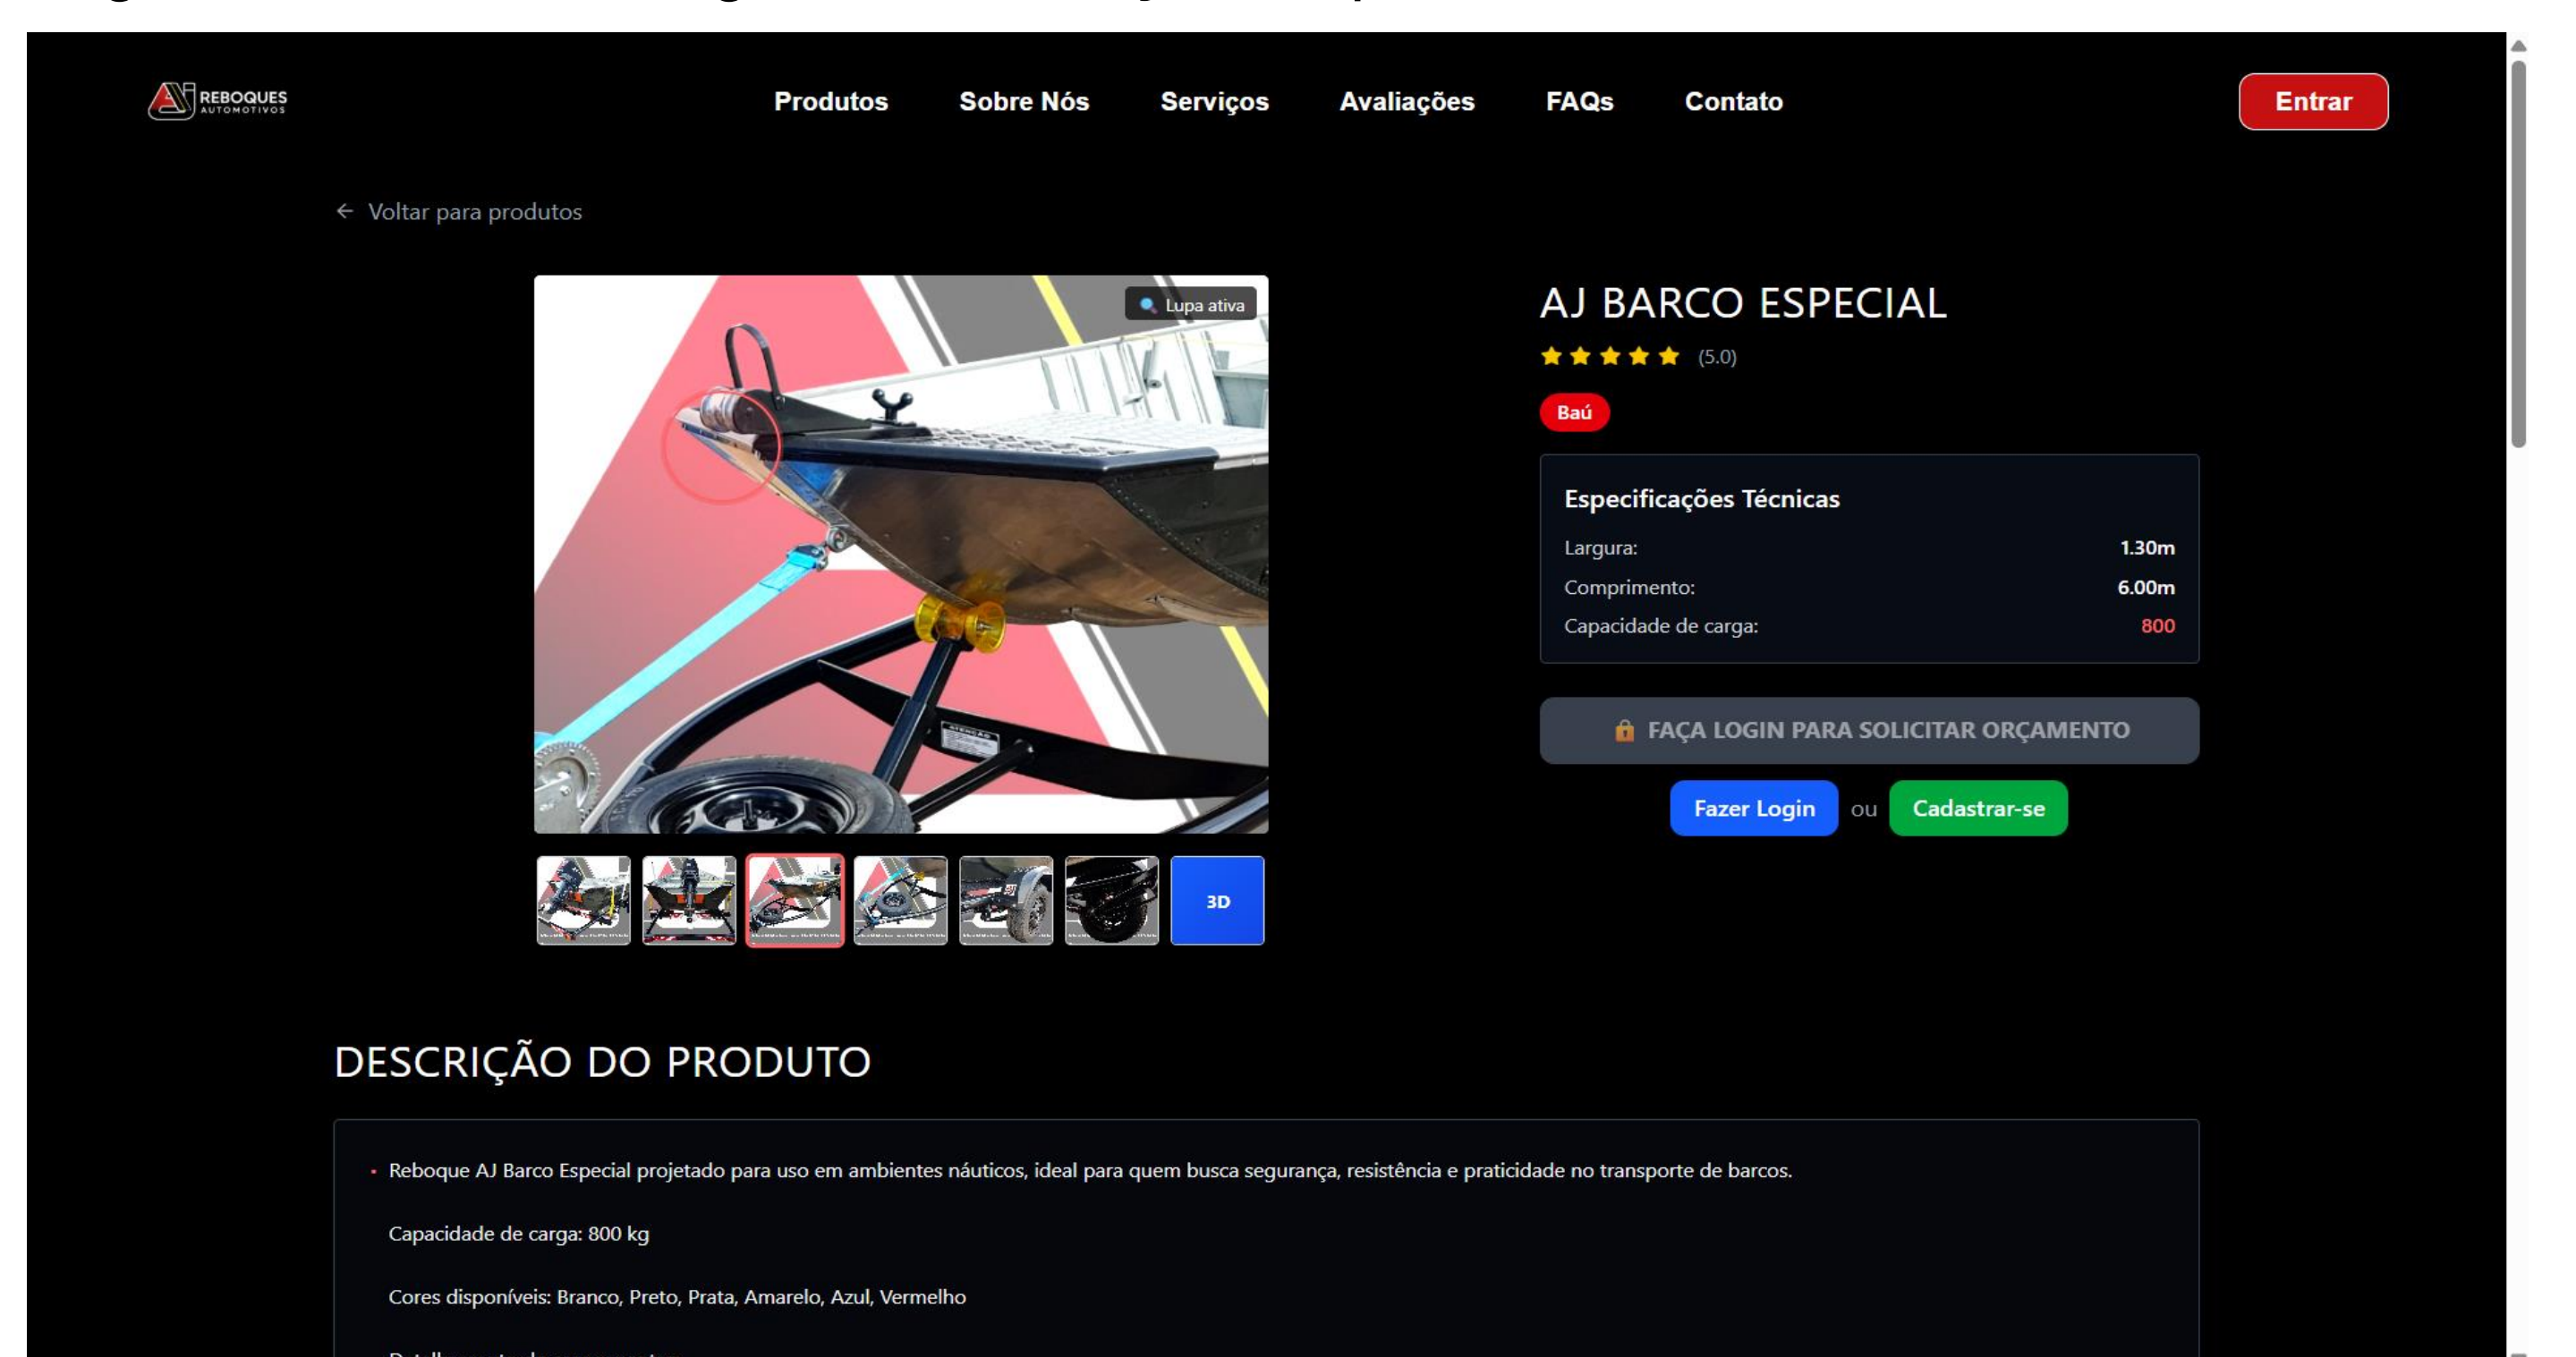 REBOQUES
AUTOMOTIVOS
Produtos Sobre Nós Serviços Avaliações FAQs Contato
Entrar
← Voltar para produtos
Lupa ativa
ATENÇÃO
AJ BARCO ESPECIAL
(5.0)
Baú
Especificações Técnicas
Largura: 1.30m
Comprimento: 6.00m
Capacidade de carga: 800
FAÇA LOGIN PARA SOLICITAR ORÇAMENTO
Fazer Login ou Cadastrar-se
3D
DESCRIÇÃO DO PRODUTO
• Reboque AJ Barco Especial projetado para uso em ambientes náuticos, ideal para quem busca segurança, resistência e praticidade no transporte de barcos.
Capacidade de carga: 800 kg
Cores disponíveis: Branco, Preto, Prata, Amarelo, Azul, Vermelho